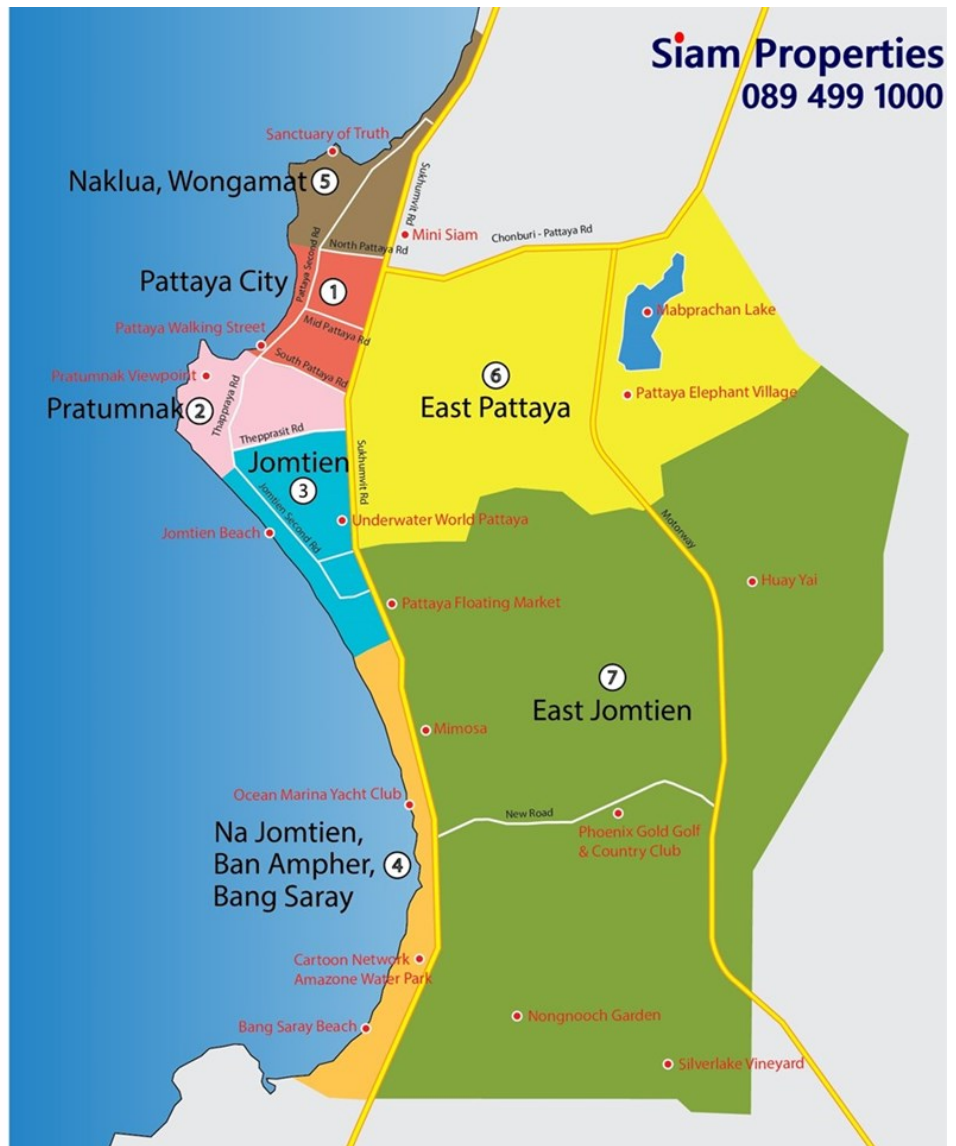 Siam Properties
089 499 1000
Sanctuary of Truth
Naklua, Wongamat 5
Sukhumvit Rd
Mini Siam
Chonburi - Pattaya Rd
North Pattaya Rd
Pattaya Second Rd
Pattaya City
1
Mabprachan Lake
Mid Pattaya Rd
Pattaya Walking Street
South Pattaya Rd
Pratumnak Viewpoint
6
East Pattaya
Pattaya Elephant Village
Pratumnak 2
Thappraya Rd
Thepprasit Rd
Jomtien
3
Sukhumvit Rd
Jomtien Second Rd
Underwater World Pattaya
Jomtien Beach
Motorway
Huay Yai
Pattaya Floating Market
7
East Jomtien
Mimosa
Ocean Marina Yacht Club
New Road
Phoenix Gold Golf
& Country Club
Na Jomtien,
Ban Ampher,
Bang Saray
4
Cartoon Network
Amazone Water Park
Bang Saray Beach
Nongnooch Garden
Silverlake Vineyard